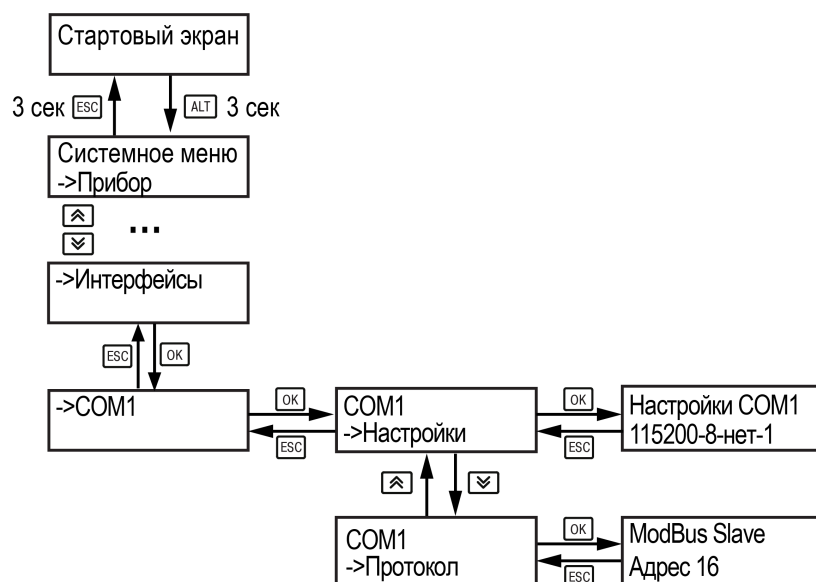 Стартовый экран
3 сек ESC ALT 3 сек
Системное меню
->Прибор
...
->Интерфейсы
ESC OK
->COM1
OK
ESC
COM1
->Настройки
OK
ESC
Настройки COM1
115200-8-нет-1
COM1
->Протокол
OK
ESC
ModBus Slave
Адрес 16